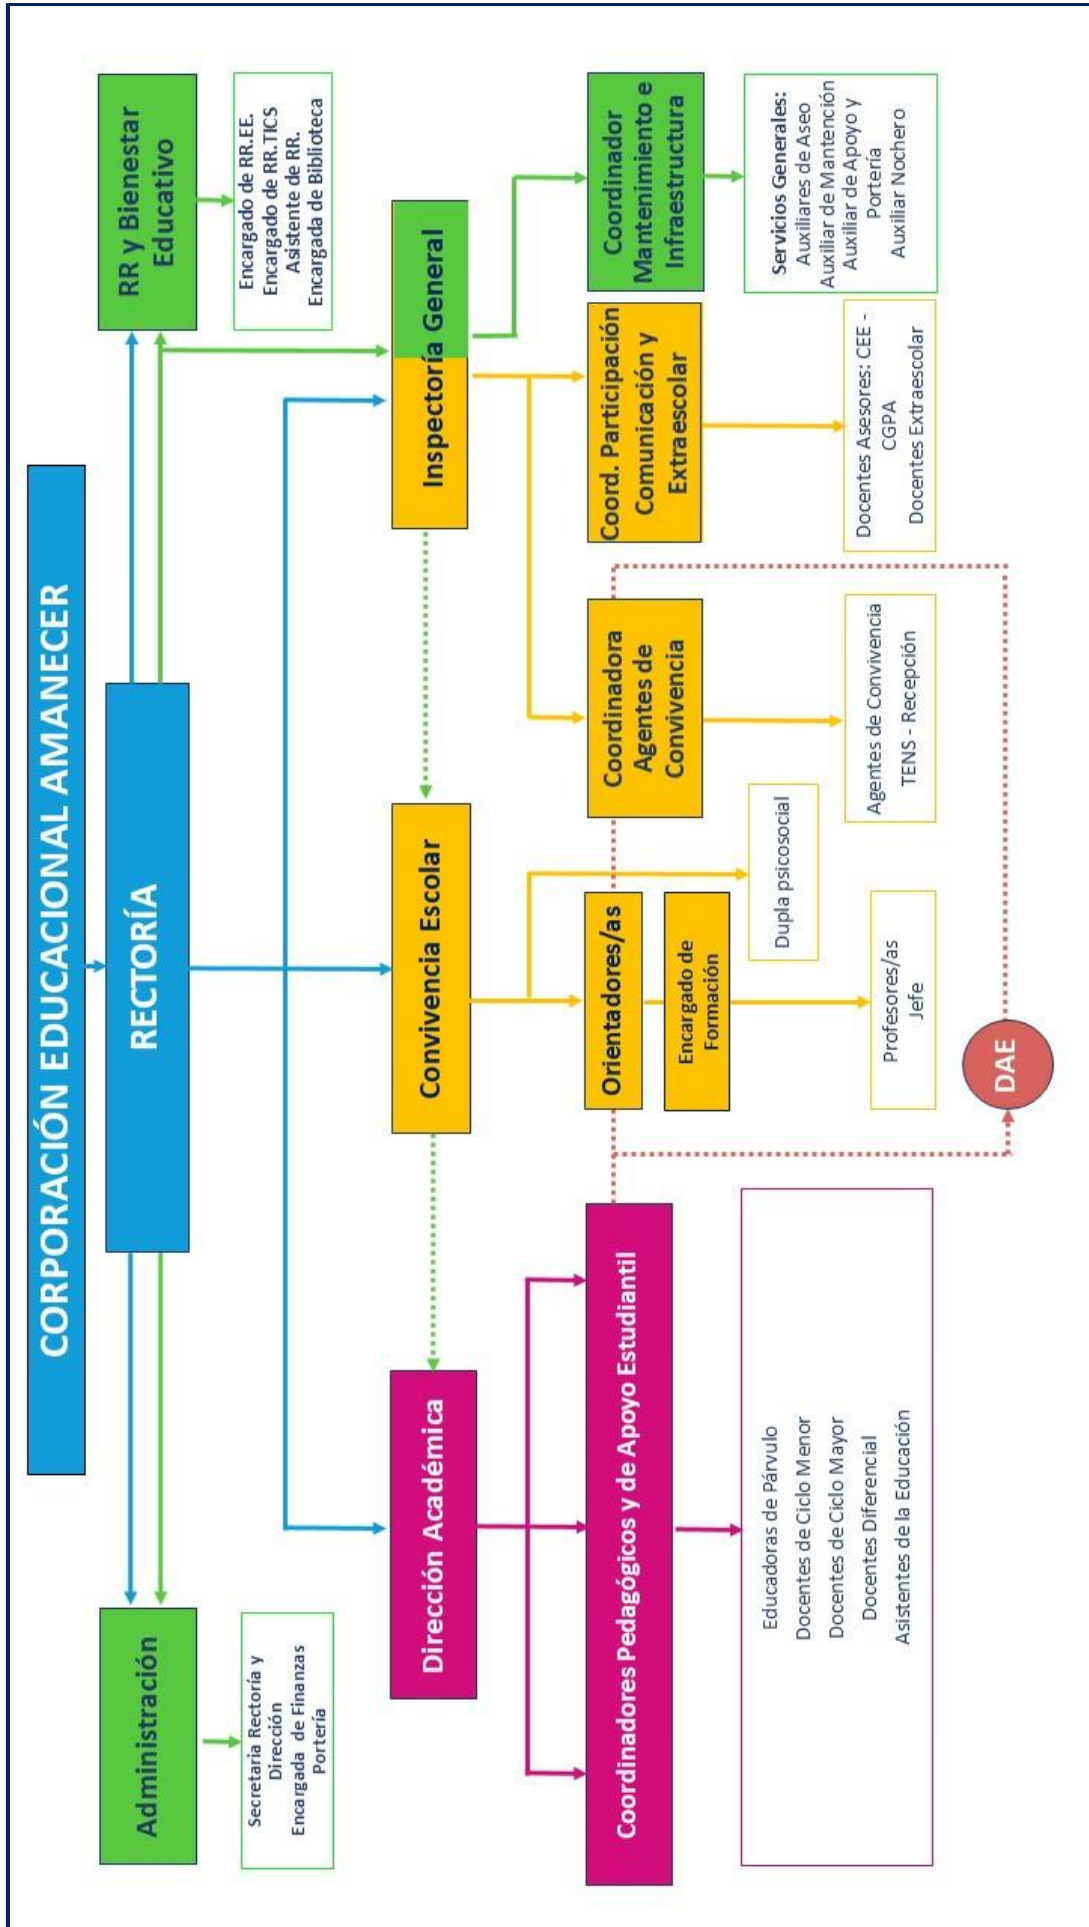 CORPORACIÓN EDUCACIONAL AMANECER
RECTORÍA
Administración
Secretaria Rectoría y
Dirección
Encargada de Finanzas
Portería
RR y Bienestar
Educativo
Encargado de RR.EE.
Encargado de RR.TICS
Asistente de RR.
Encargada de Biblioteca
Dirección Académica
Convivencia Escolar
Inspectoría General
Coordinadores Pedagógicos y de Apoyo Estudiantil
Educadoras de Párvulo
Docentes de Ciclo Menor
Docentes de Ciclo Mayor
Docentes Diferencial
Asistentes de la Educación
Orientadores/as
Encargado de
Formación
Profesores/as
Jefe
Dupla psicosocial
Coordinadora
Agentes de
Convivencia
Agentes de Convivencia
TENS - Recepción
Coord. Participación
Comunicación y
Extraescolar
Docentes Asesores: CEE -
CGPA
Docentes Extraescolar
Coordinador
Mantenimiento e
Infraestructura
Servicios Generales:
Auxiliares de Aseo
Auxiliar de Mantención
Auxiliar de Apoyo y
Portería
Auxiliar Nochero
DAE